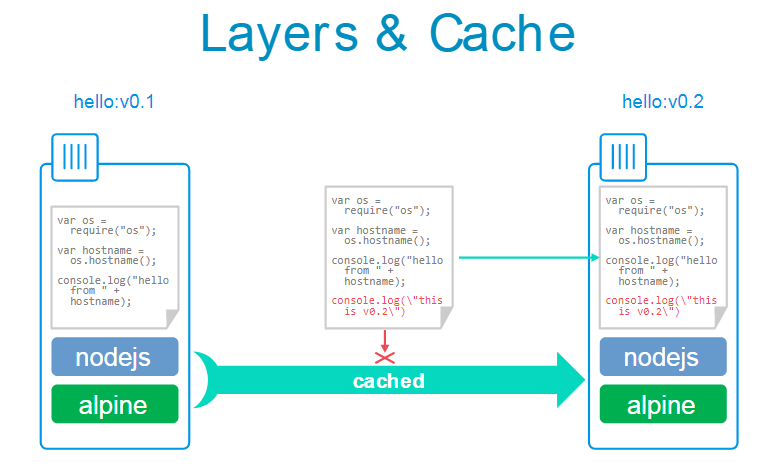 Layers & Cache
hello:v0.1
var os =
require("os");
var hostname =
os.hostname();
console.log("hello
from " +
hostname);
nodejs
alpine
var os =
require("os");
var hostname =
os.hostname();
console.log("hello
from " +
hostname);
console.log(\"this
is v0.2\")
cached
hello:v0.2
var os =
require("os");
var hostname =
os.hostname();
console.log("hello
from " +
hostname);
console.log(\"this
is v0.2\")
nodejs
alpine